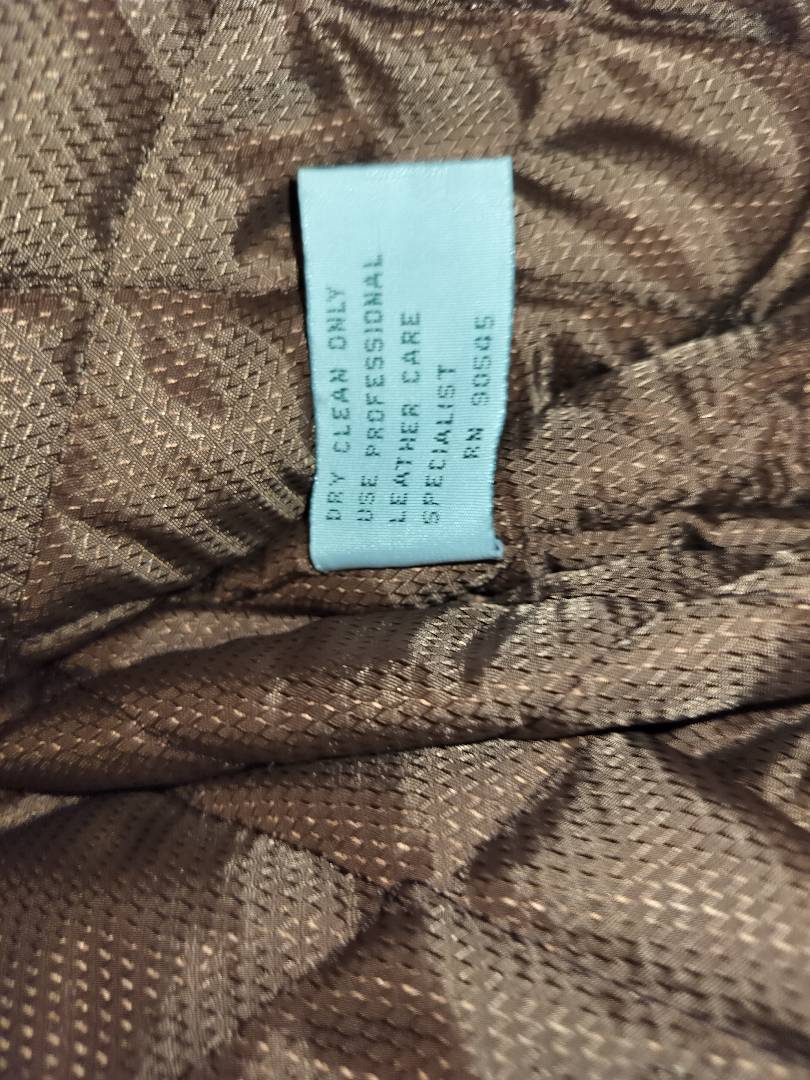 DRY CLEAN ONLY
USE PROFESSIONAL
LEATHER CARE
SPECIALIST
RN 90505